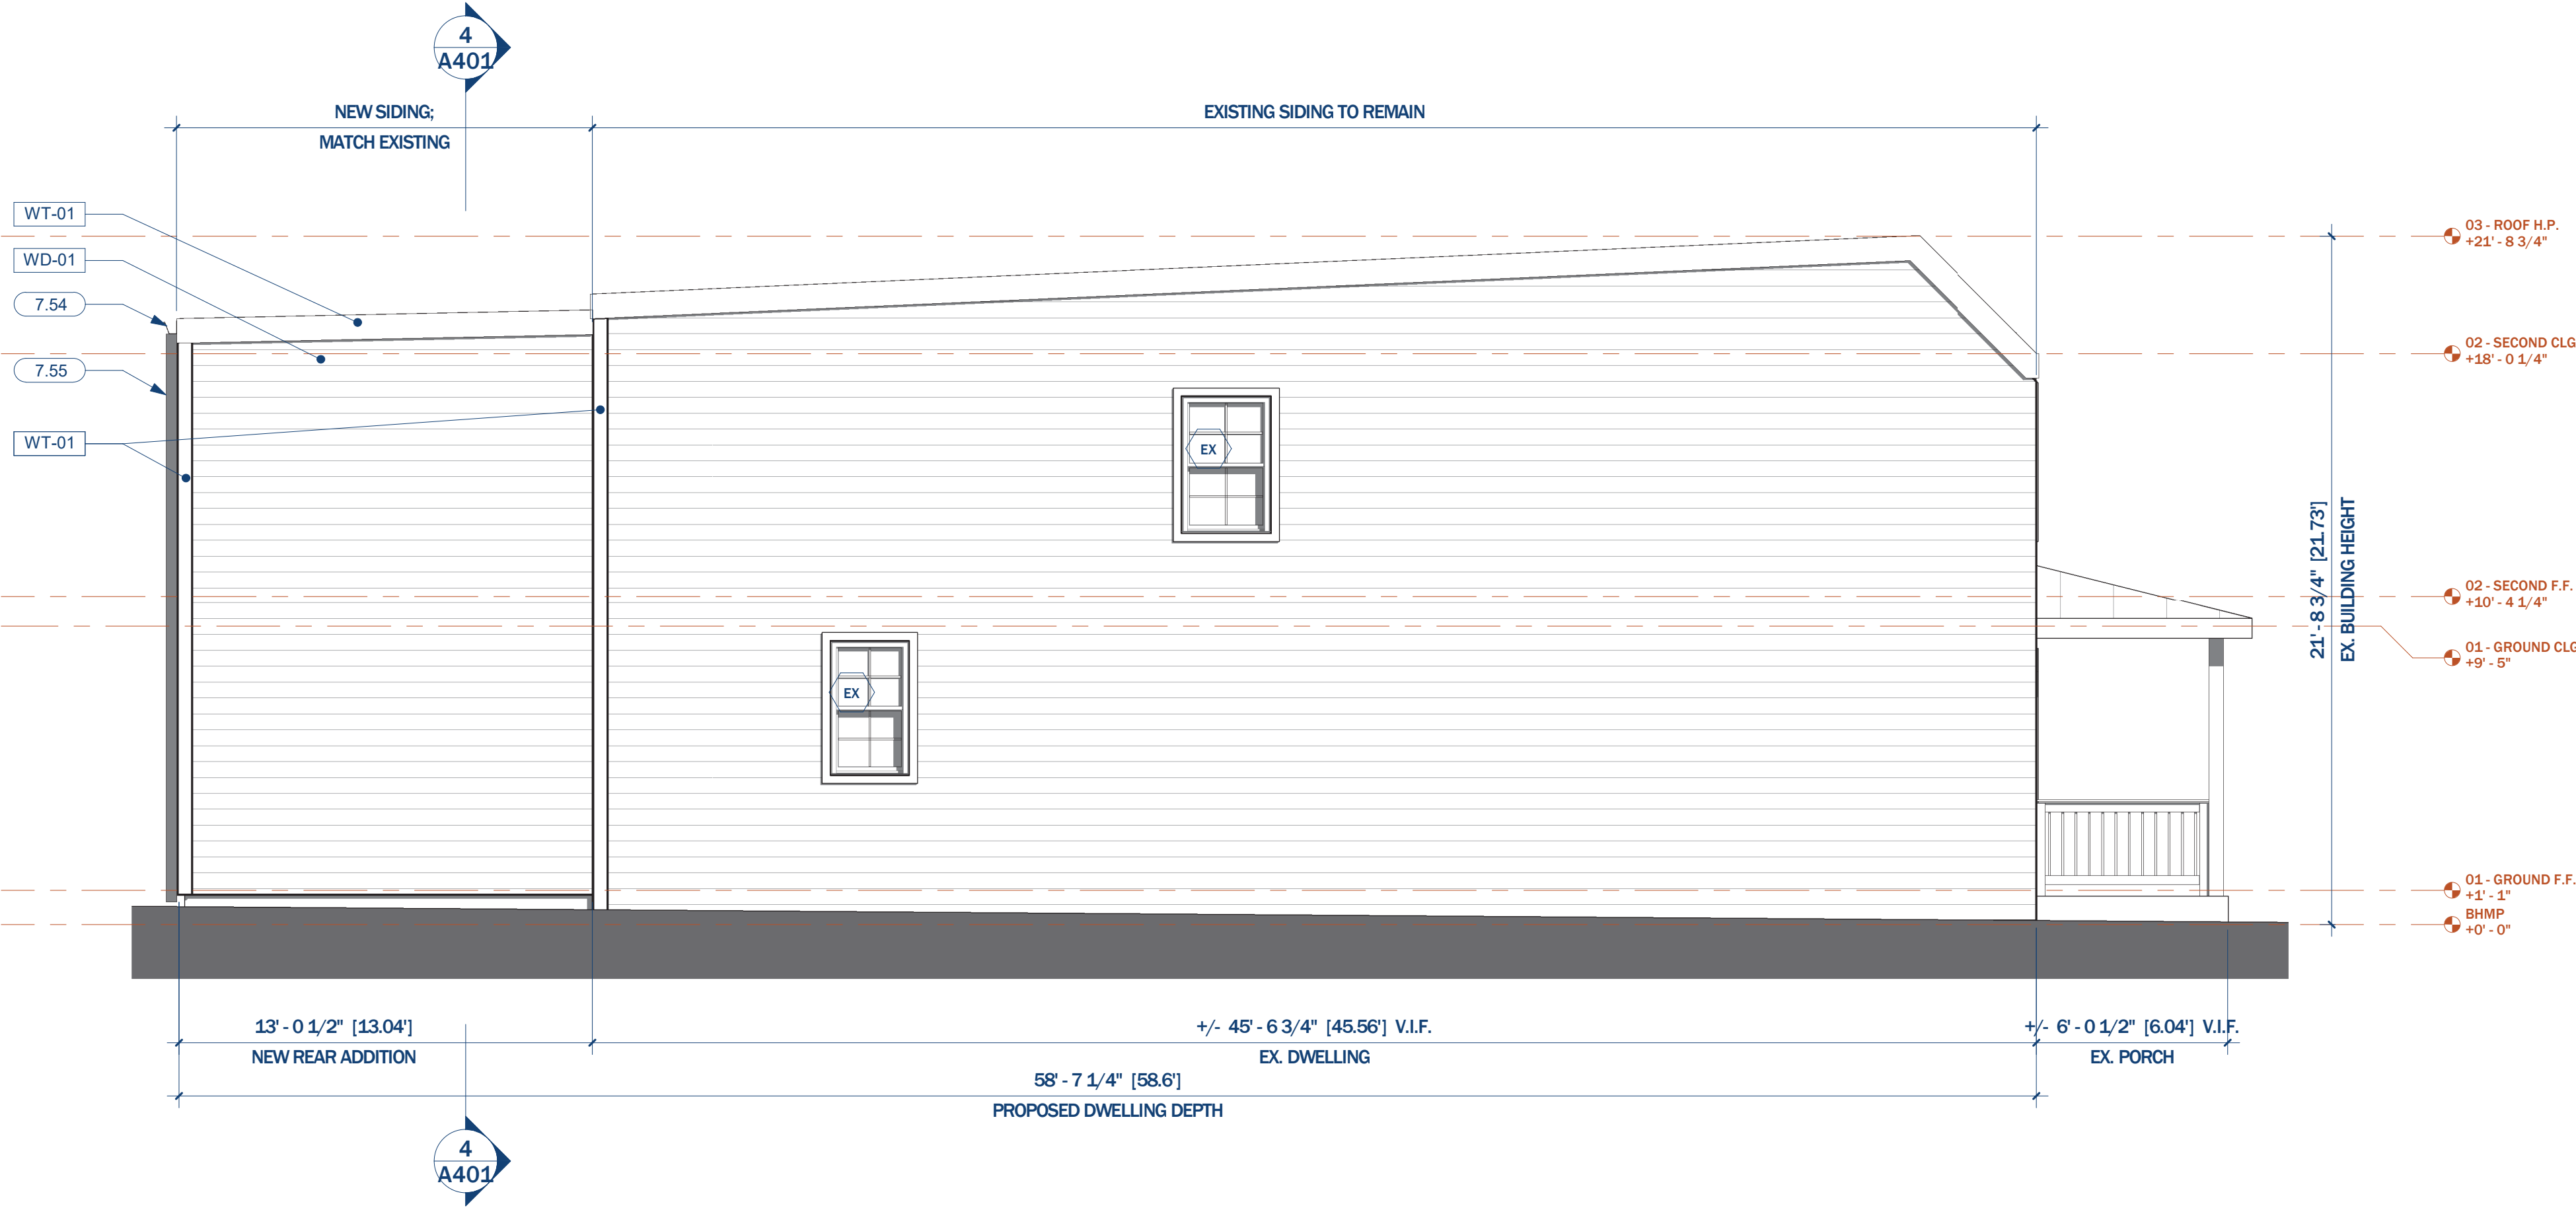 4
A401
NEW SIDING;
MATCH EXISTING
EXISTING SIDING TO REMAIN
WT-01
WD-01
7.54
7.55
WT-01
EX
EX
03 - ROOF H.P.
+21' - 8 3/4"
02 - SECOND CLG
+18' - 0 1/4"
02 - SECOND F.F.
+10' - 4 1/4"
01 - GROUND CLG
+9' - 5"
01 - GROUND F.F.
+1' - 1"
BHMP
+0' - 0"
21' - 8 3/4" [21.73']
EX. BUILDING HEIGHT
13' - 0 1/2" [13.04']
NEW REAR ADDITION
+/- 45' - 6 3/4" [45.56'] V.I.F.
EX. DWELLING
+/- 6' - 0 1/2" [6.04'] V.I.F.
EX. PORCH
58' - 7 1/4" [58.6']
PROPOSED DWELLING DEPTH
4
A401